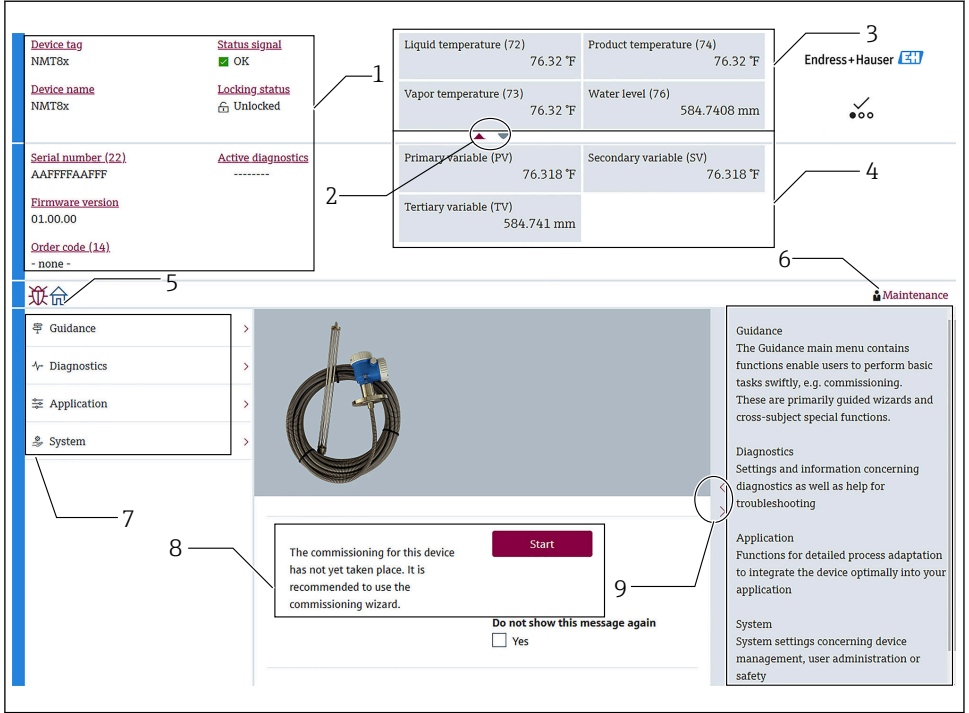 Device tag
NMT8x
Status signal
OK
Device name
NMT8x
Locking status
Unlocked
1
Liquid temperature (72)
76.32 °F
Product temperature (74)
76.32 °F
Vapor temperature (73)
76.32 °F
Water level (76)
584.7408 mm
3
Endress+Hauser EH
Serial number (22)
AAFFFFAAFFF
Active diagnostics
--------
Firmware version
01.00.00
Order code (14)
- none -
2
Primary variable (PV)
76.318 °F
Secondary variable (SV)
76.318 °F
Tertiary variable (TV)
584.741 mm
4
5
6
Maintenance
Guidance
Diagnostics
Application
System
7
8
The commissioning for this device
has not yet taken place. It is
recommended to use the
commissioning wizard.
Start
Do not show this message again
Yes
9
Guidance
The Guidance main menu contains
functions enable users to perform basic
tasks swiftly, e.g. commissioning.
These are primarily guided wizards and
cross-subject special functions.
Diagnostics
Settings and information concerning
diagnostics as well as help for
troubleshooting
Application
Functions for detailed process adaptation
to integrate the device optimally into your
application
System
System settings concerning device
management, user administration or
safety